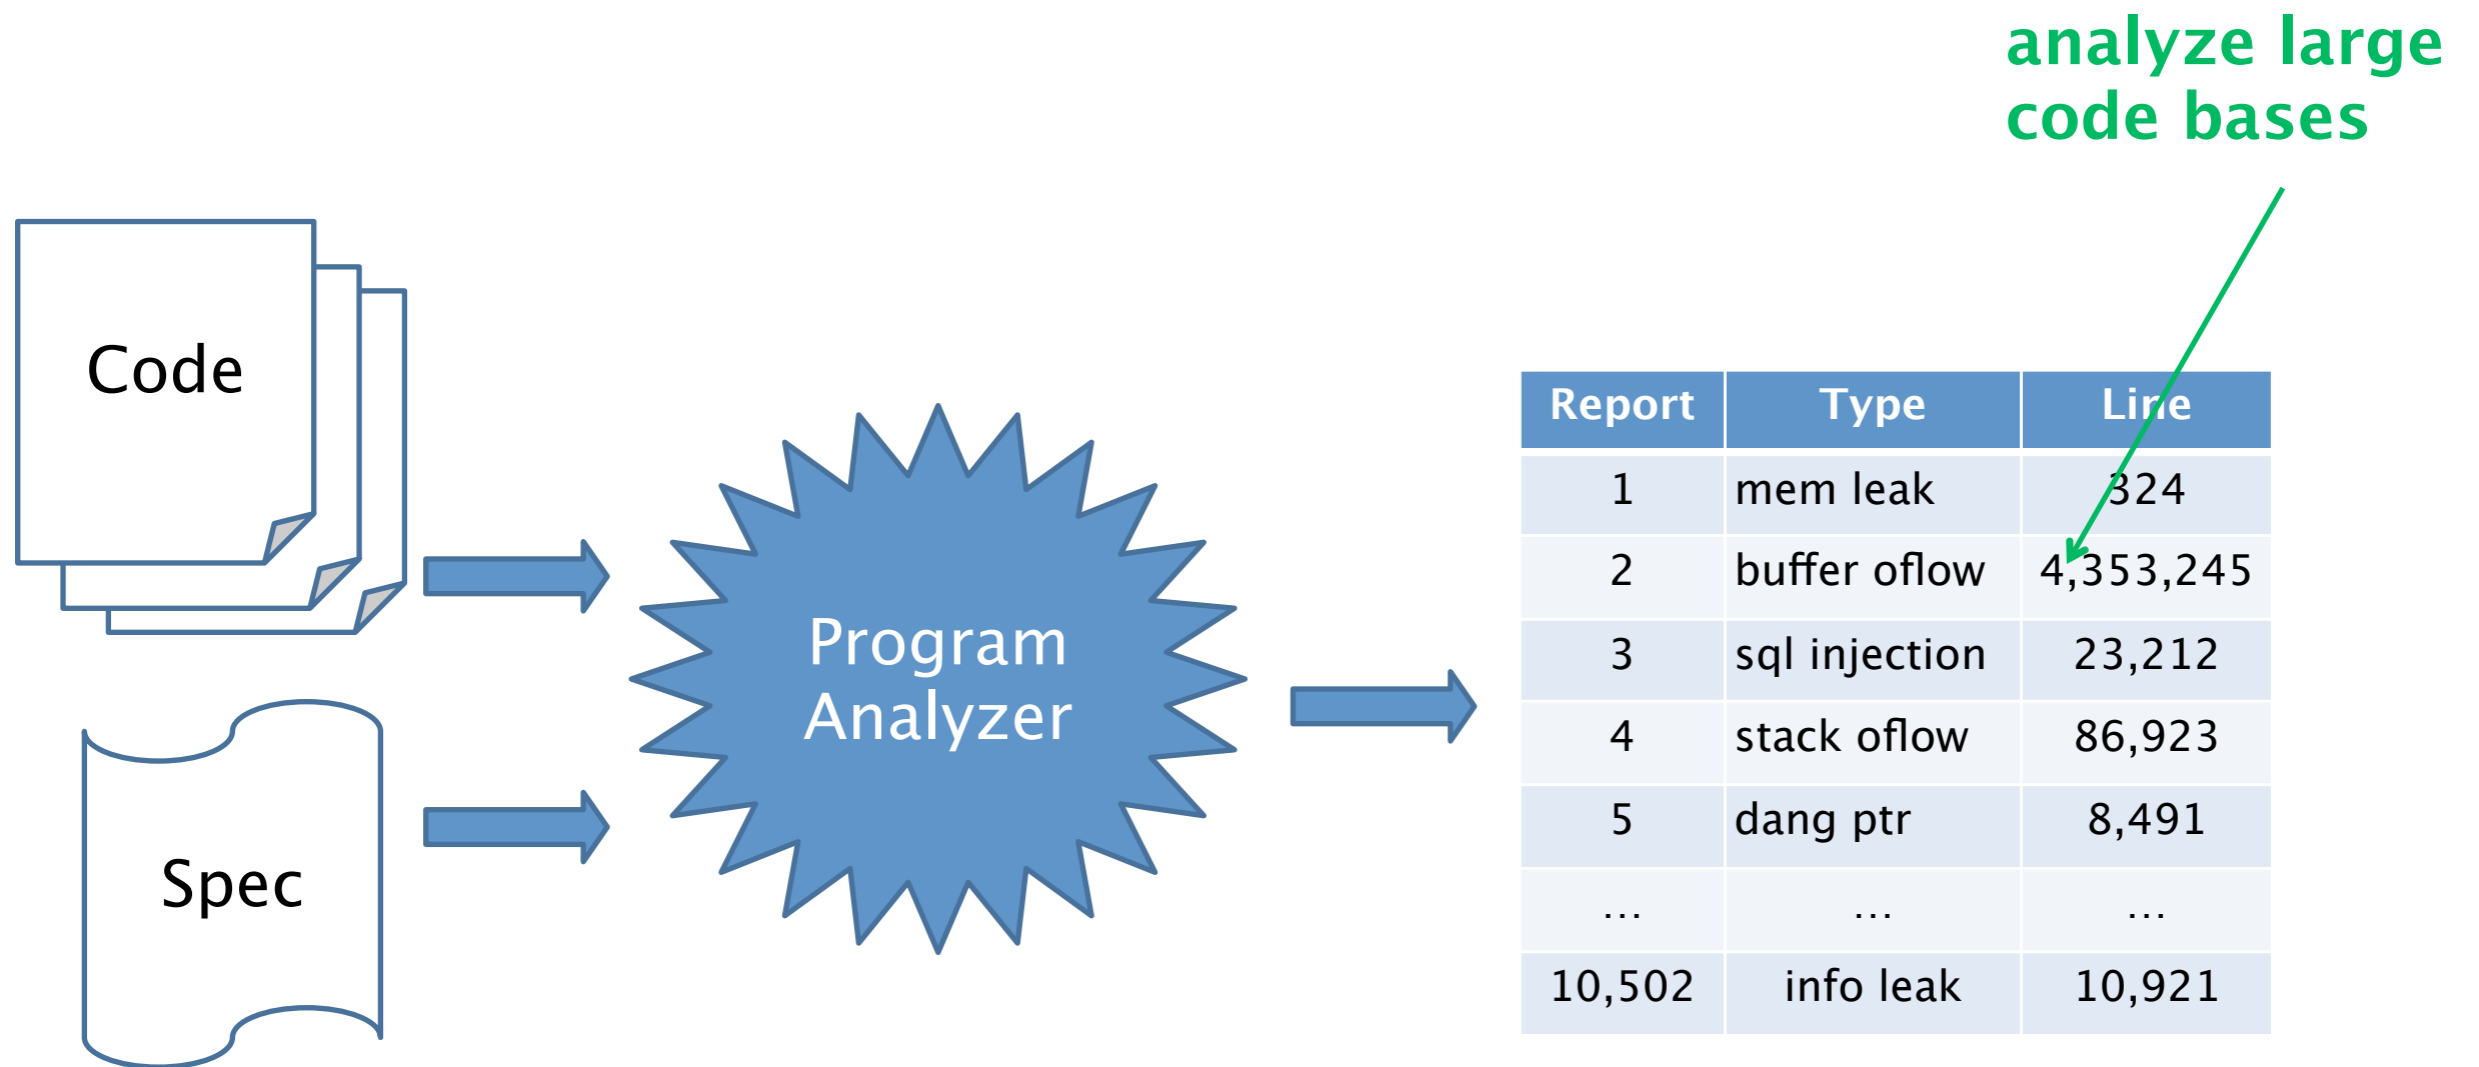 analyze large
code bases
Code
Spec
Program
Analyzer
Report Type Line
1 mem leak 324
2 buffer oflow 4,353,245
3 sql injection 23,212
4 stack oflow 86,923
5 dang ptr 8,491
... ... ...
10,502 info leak 10,921